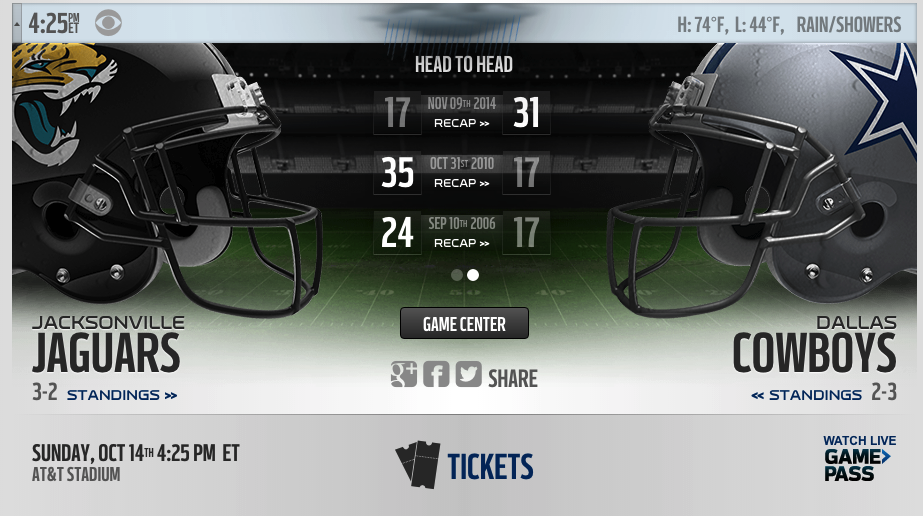 4:25 PM ET
H: 74°F, L: 44°F, RAIN/SHOWERS
HEAD TO HEAD
17 NOV 09TH 2014 31
RECAP >>
35 OCT 31ST 2010 17
RECAP >>
24 SEP 10TH 2006 17
RECAP >>
GAME CENTER
JACKSONVILLE
JAGUARS
3-2 STANDINGS >>
DALLAS
COWBOYS
<< STANDINGS 2-3
g+ f SHARE
SUNDAY, OCT 14TH 4:25 PM ET
AT&T STADIUM
TICKETS
WATCH LIVE
GAME>
PASS